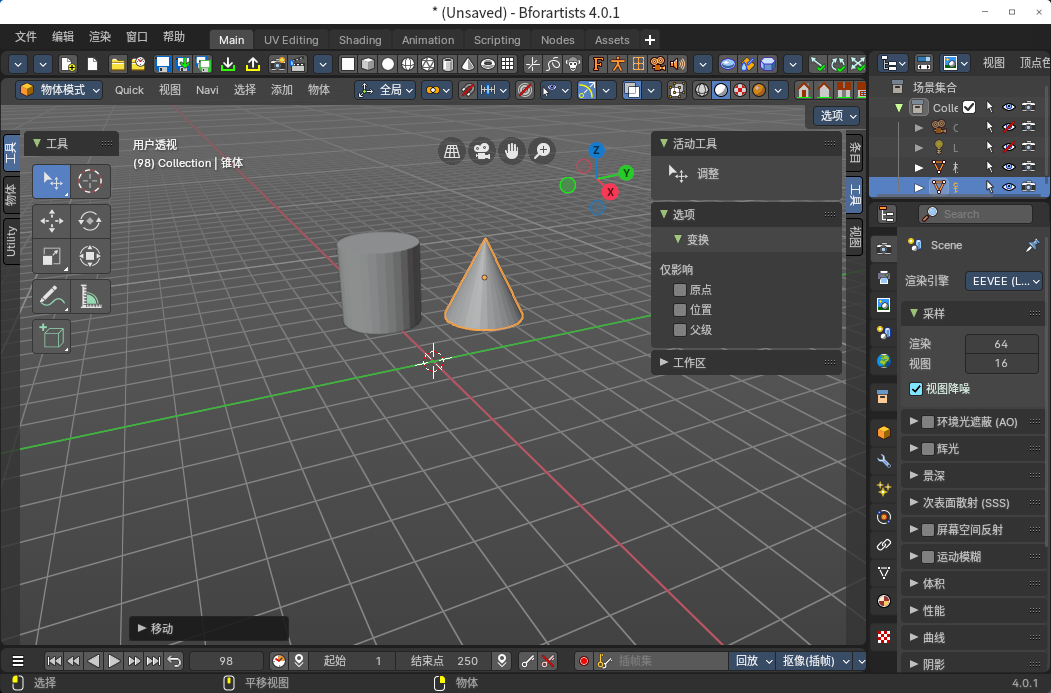 * (Unsaved) - Bforartists 4.0.1
文件 编辑 渲染 窗口 帮助 Main UV Editing Shading Animation Scripting Nodes Assets
视图 顶点色
物体模式 Quick 视图 Navi 选择 添加 物体 全局
场景集合
选项
Colle
C
L
工具
物体
Utility
工具
用户透视
(98) Collection | 锥体
Z
Y
X
活动工具
调整
选项
变换
仅影响
原点
位置
父级
工作区
条目
工具
视图
Search
Scene
渲染引擎 EEVEE (L...
采样
渲染 64
视图 16
视图降噪
环境光遮蔽 (AO)
辉光
景深
次表面散射 (SSS)
屏幕空间反射
运动模糊
体积
性能
曲线
阴影
移动
98 起始 1 结束点 250 插帧集 回放 抠像(插帧)
选择 平移视图 物体 4.0.1